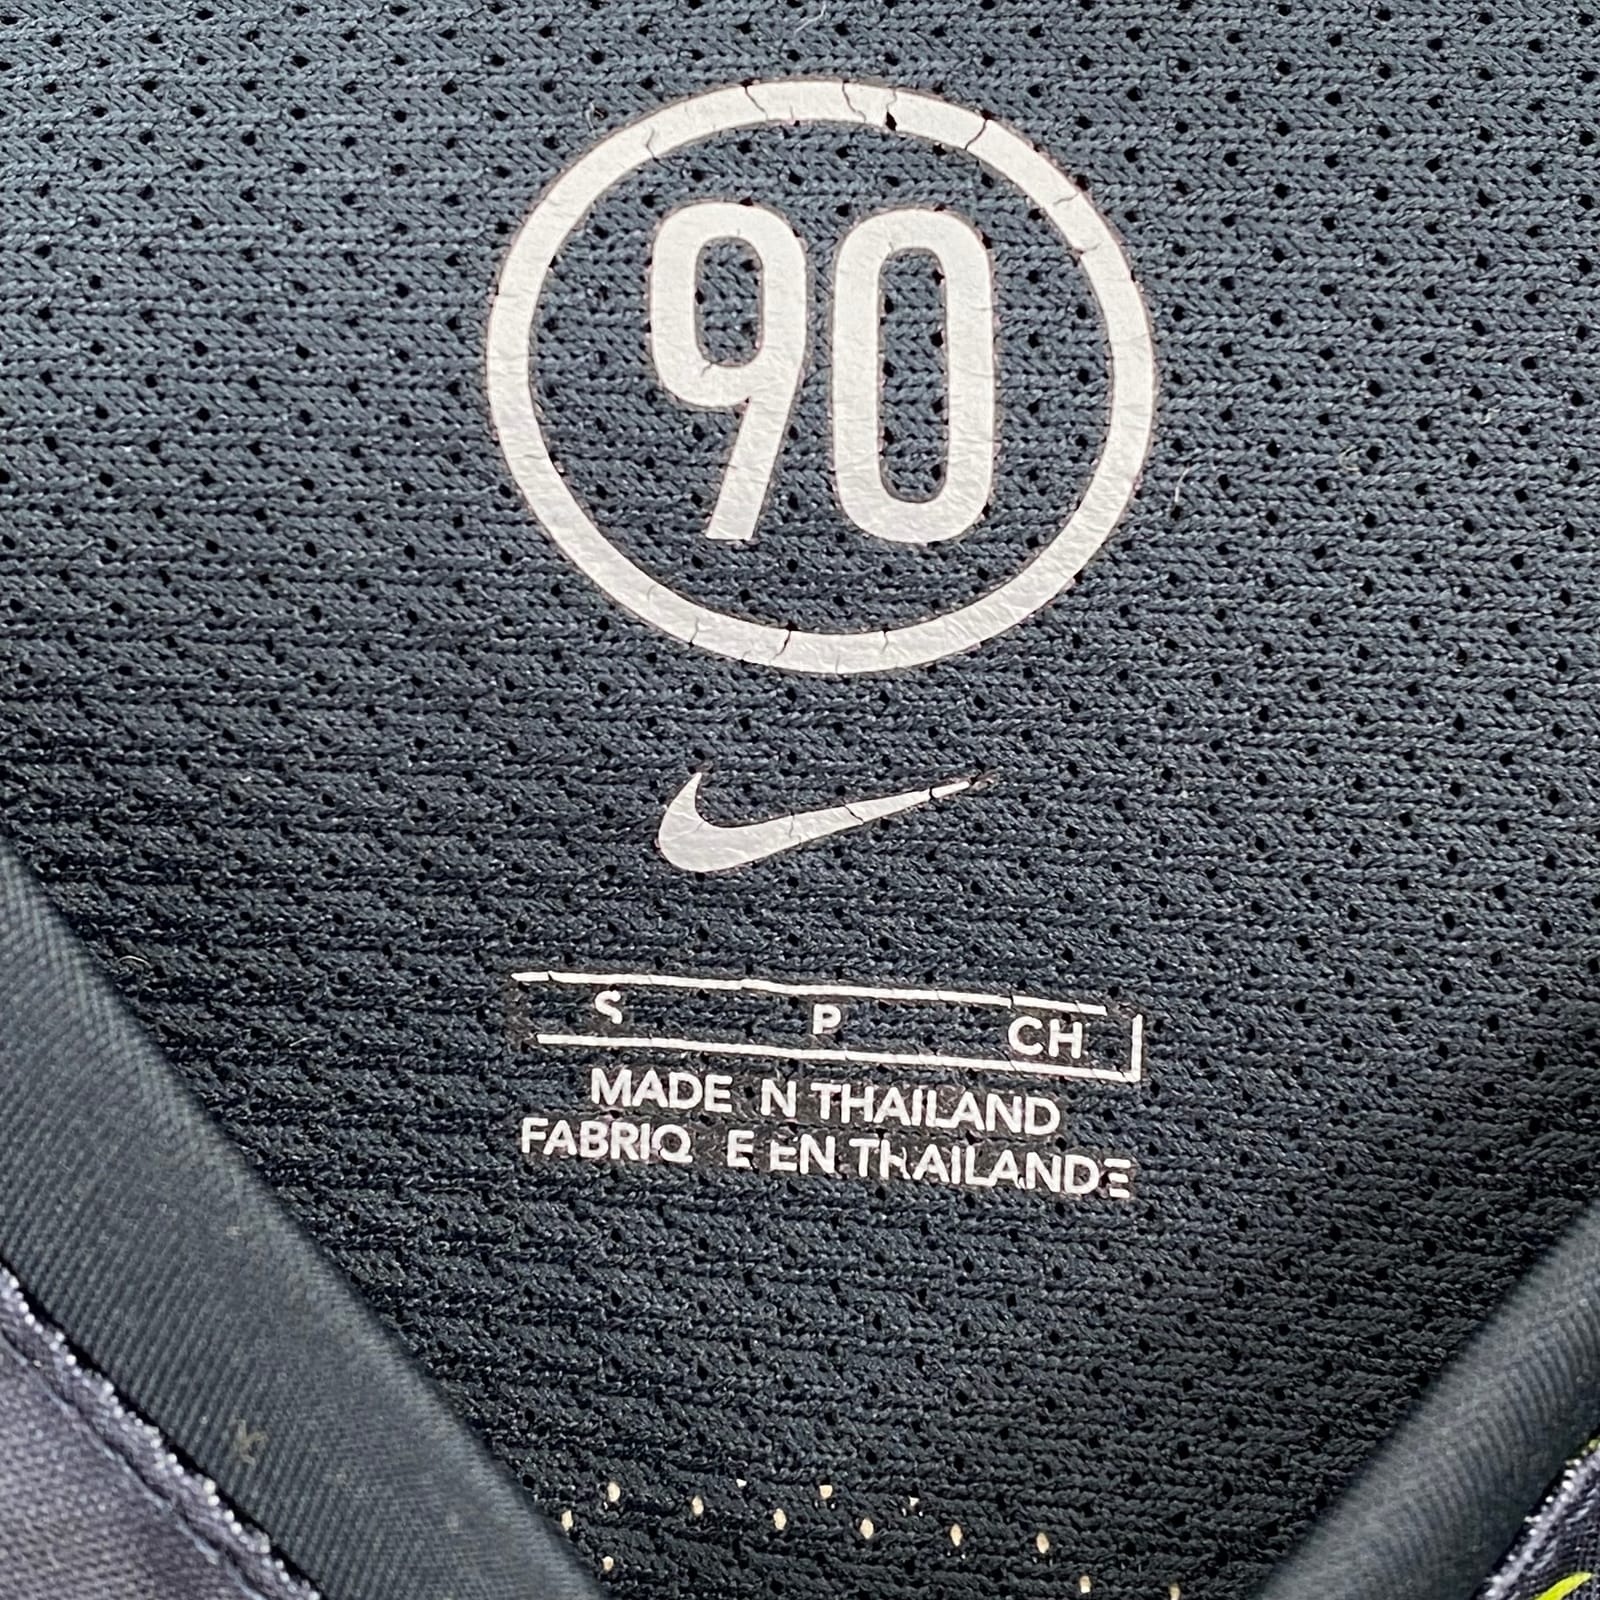 90
S P CH
MADE N THAILAND
FABRIQ E EN THAILANDE